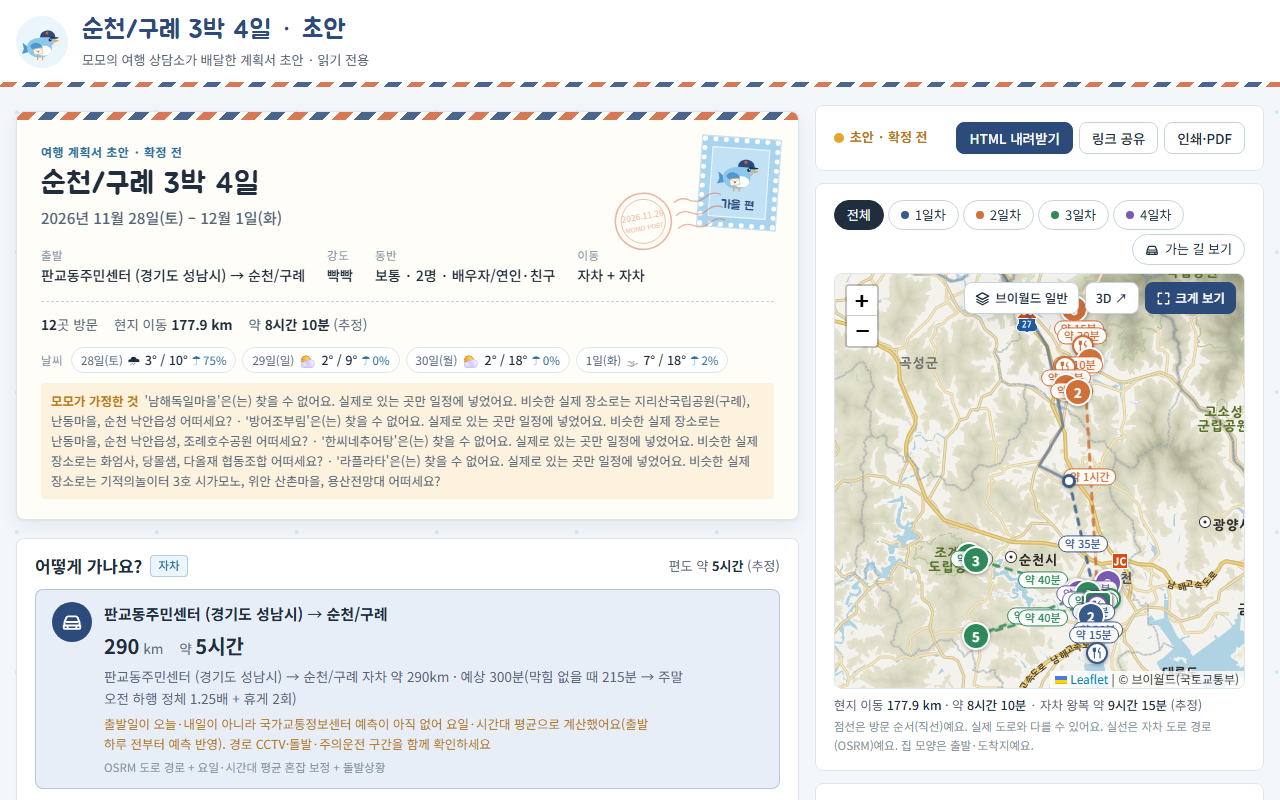 순천/구례 3박 4일 · 초안
모모의 여행 상담소가 배달한 계획서 초안 · 읽기 전용
여행 계획서 초안 · 확정 전
순천/구례 3박 4일
2026년 11월 28일(토) – 12월 1일(화)
2026.11.28
MOMO POST
가을 편
출발
판교동주민센터 (경기도 성남시) → 순천/구례
강도
빡빡
동반
보통 · 2명 · 배우자/연인·친구
이동
자차 + 자차
12곳 방문 현지 이동 177.9 km 약 8시간 10분 (추정)
날씨 28일(토) 3° / 10° ☂75% 29일(일) 2° / 9° ☂0% 30일(월) 2° / 18° ☂0% 1일(화) 7° / 18° ☂2%
모모가 가정한 것 '남해독일마을'은(는) 찾을 수 없어요. 실제로 있는 곳만 일정에 넣었어요. 비슷한 실제 장소로는 지리산국립공원(구례),
난동마을, 순천 낙안읍성 어떠세요? · '방어조부림'은(는) 찾을 수 없어요. 실제로 있는 곳만 일정에 넣었어요. 비슷한 실제 장소로는
난동마을, 순천 낙안읍성, 조례호수공원 어떠세요? · '한씨네추어탕'은(는) 찾을 수 없어요. 실제로 있는 곳만 일정에 넣었어요. 비슷한 실제
장소로는 화엄사, 당몰샘, 다올재 협동조합 어떠세요? · '라플라타'은(는) 찾을 수 없어요. 실제로 있는 곳만 일정에 넣었어요. 비슷한 실제
장소로는 기적의놀이터 3호 시가모노, 위안 산촌마을, 용산전망대 어떠세요?
어떻게 가나요? 자차
편도 약 5시간 (추정)
판교동주민센터 (경기도 성남시) → 순천/구례
290 km 약 5시간
판교동주민센터 (경기도 성남시) → 순천/구례 자차 약 290km · 예상 300분(막힘 없을 때 215분 → 주말
오전 하행 정체 1.25배 + 휴게 2회)
출발일이 오늘·내일이 아니라 국가교통정보센터 예측이 아직 없어 요일·시간대 평균으로 계산했어요(출발
하루 전부터 예측 반영). 경로 CCTV·돌발·주의운전 구간을 함께 확인하세요
OSRM 도로 경로 + 요일·시간대 평균 혼잡 보정 + 돌발상황
초안 · 확정 전
HTML 내려받기
링크 공유
인쇄·PDF
전체
1일차
2일차
3일차
4일차
가는 길 보기
+
−
브이월드 일반
3D ↗
크게 보기
27
곡성군
2
고소성
군립공원
약 1시간
광양시
약 35분
순천시
JC
3
약 40분
남해고속도로
2
약 40분
5
약 15분
남해고속도로
Leaflet | © 브이월드(국토교통부)
현지 이동 177.9 km · 약 8시간 10분 · 자차 왕복 약 9시간 15분 (추정)
점선은 방문 순서(직선)예요. 실제 도로와 다를 수 있어요. 실선은 자차 도로 경로
(OSRM)예요. 집 모양은 출발·도착지예요.